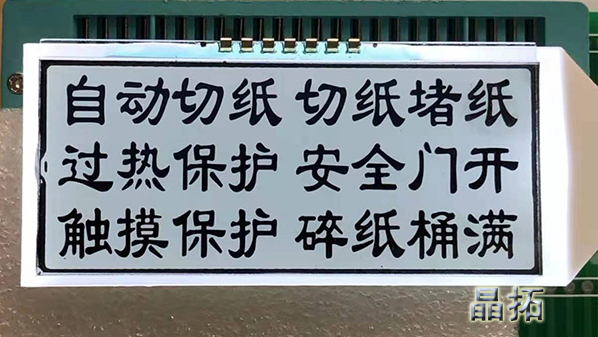 自动切纸 切纸堵纸
过热保护 安全门开
触摸保护 碎纸桶满
晶拓